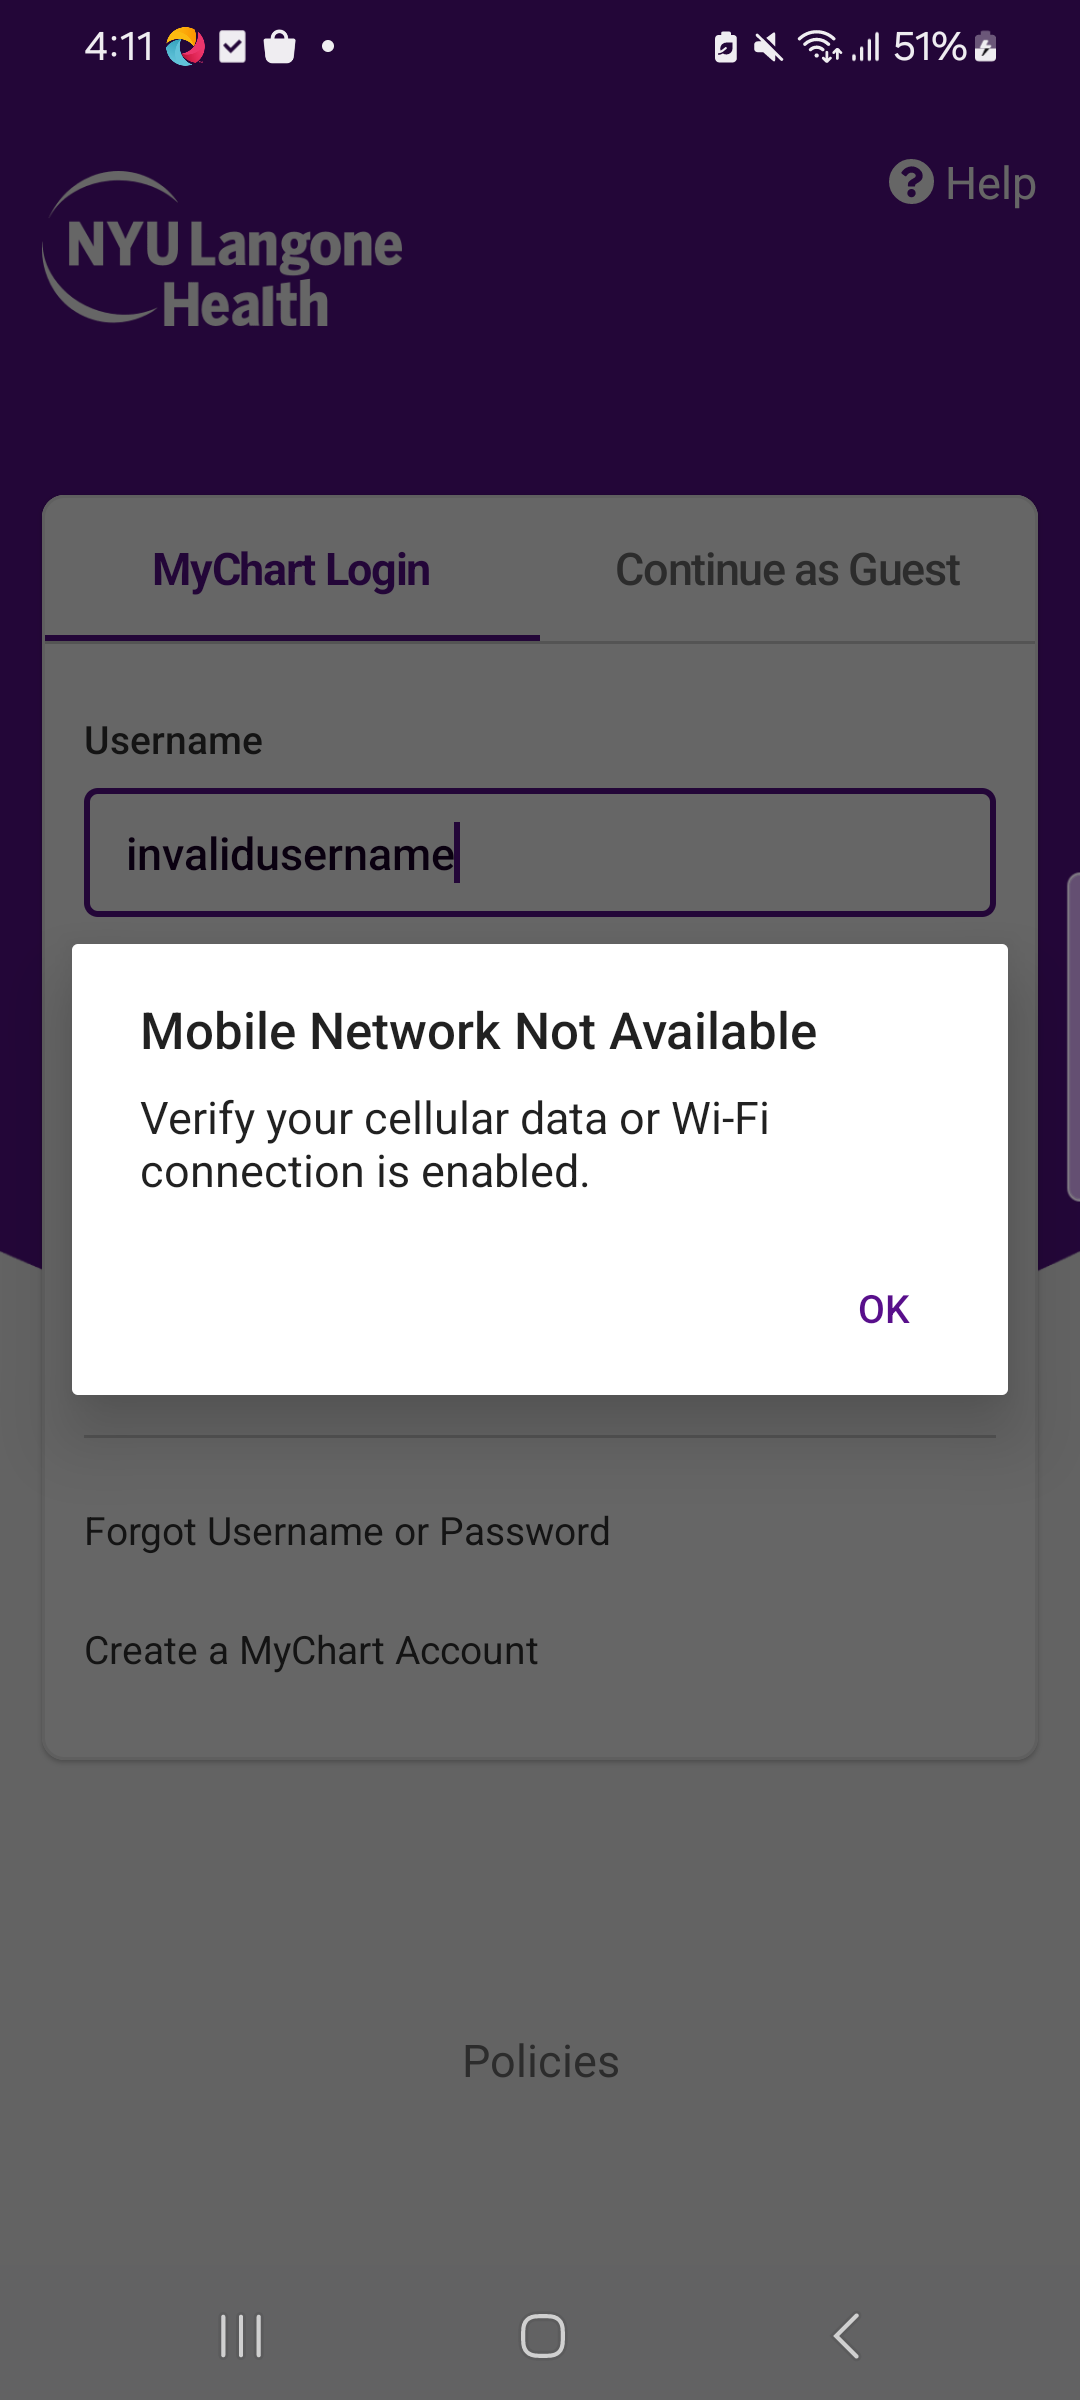 4:11
51%
Help
NYU Langone
Health
MyChart Login
Continue as Guest
Username
invalidusername
Mobile Network Not Available
Verify your cellular data or Wi-Fi
connection is enabled.
OK
Forgot Username or Password
Create a MyChart Account
Policies